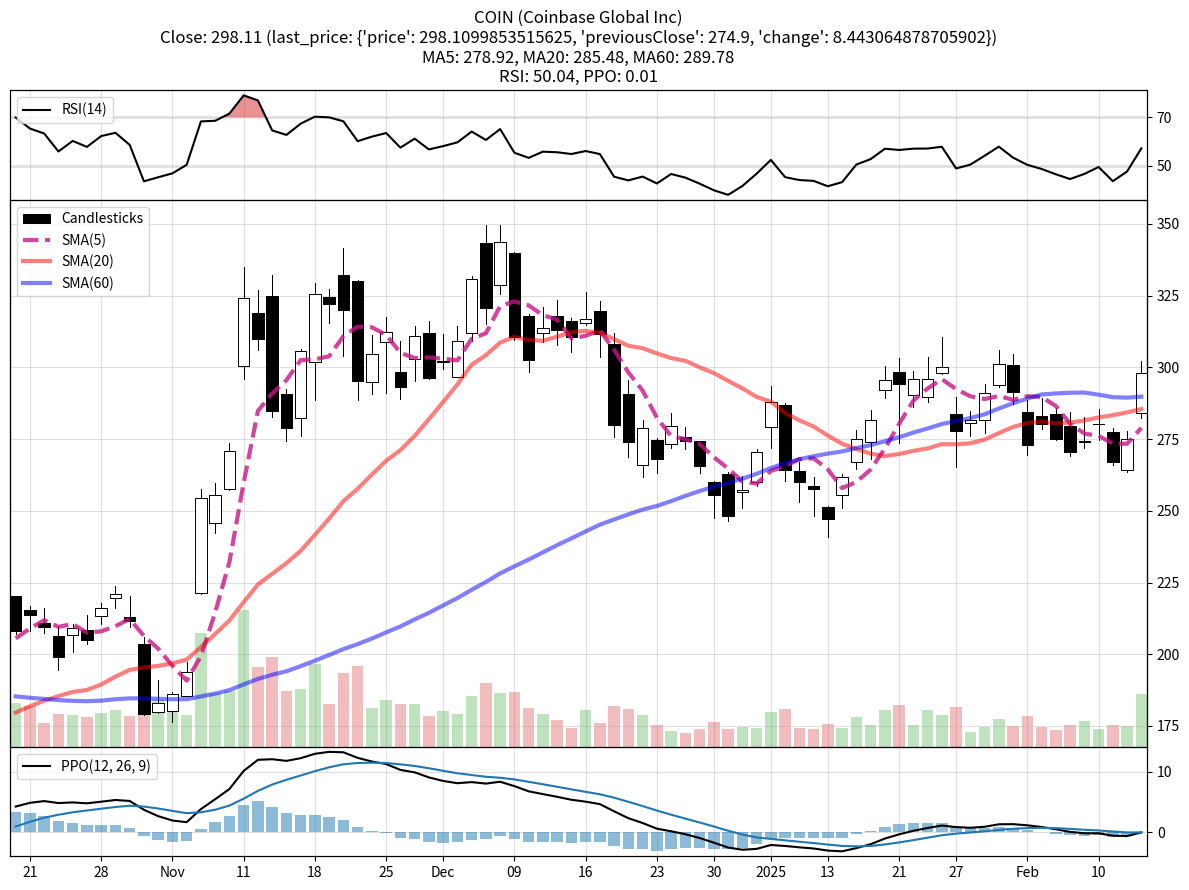 COIN (Coinbase Global Inc)
Close: 298.11 (last_price: {'price': 298.1099853515625, 'previousClose': 274.9, 'change': 8.443064878705902})
MA5: 278.92, MA20: 285.48, MA60: 289.78
RSI: 50.04, PPO: 0.01
RSI(14)
70
50
Candlesticks
SMA(5)
SMA(20)
SMA(60)
350
325
300
275
250
225
200
175
PPO(12, 26, 9)
10
0
21 28 Nov 11 18 25 Dec 09 16 23 30 2025 13 21 27 Feb 10